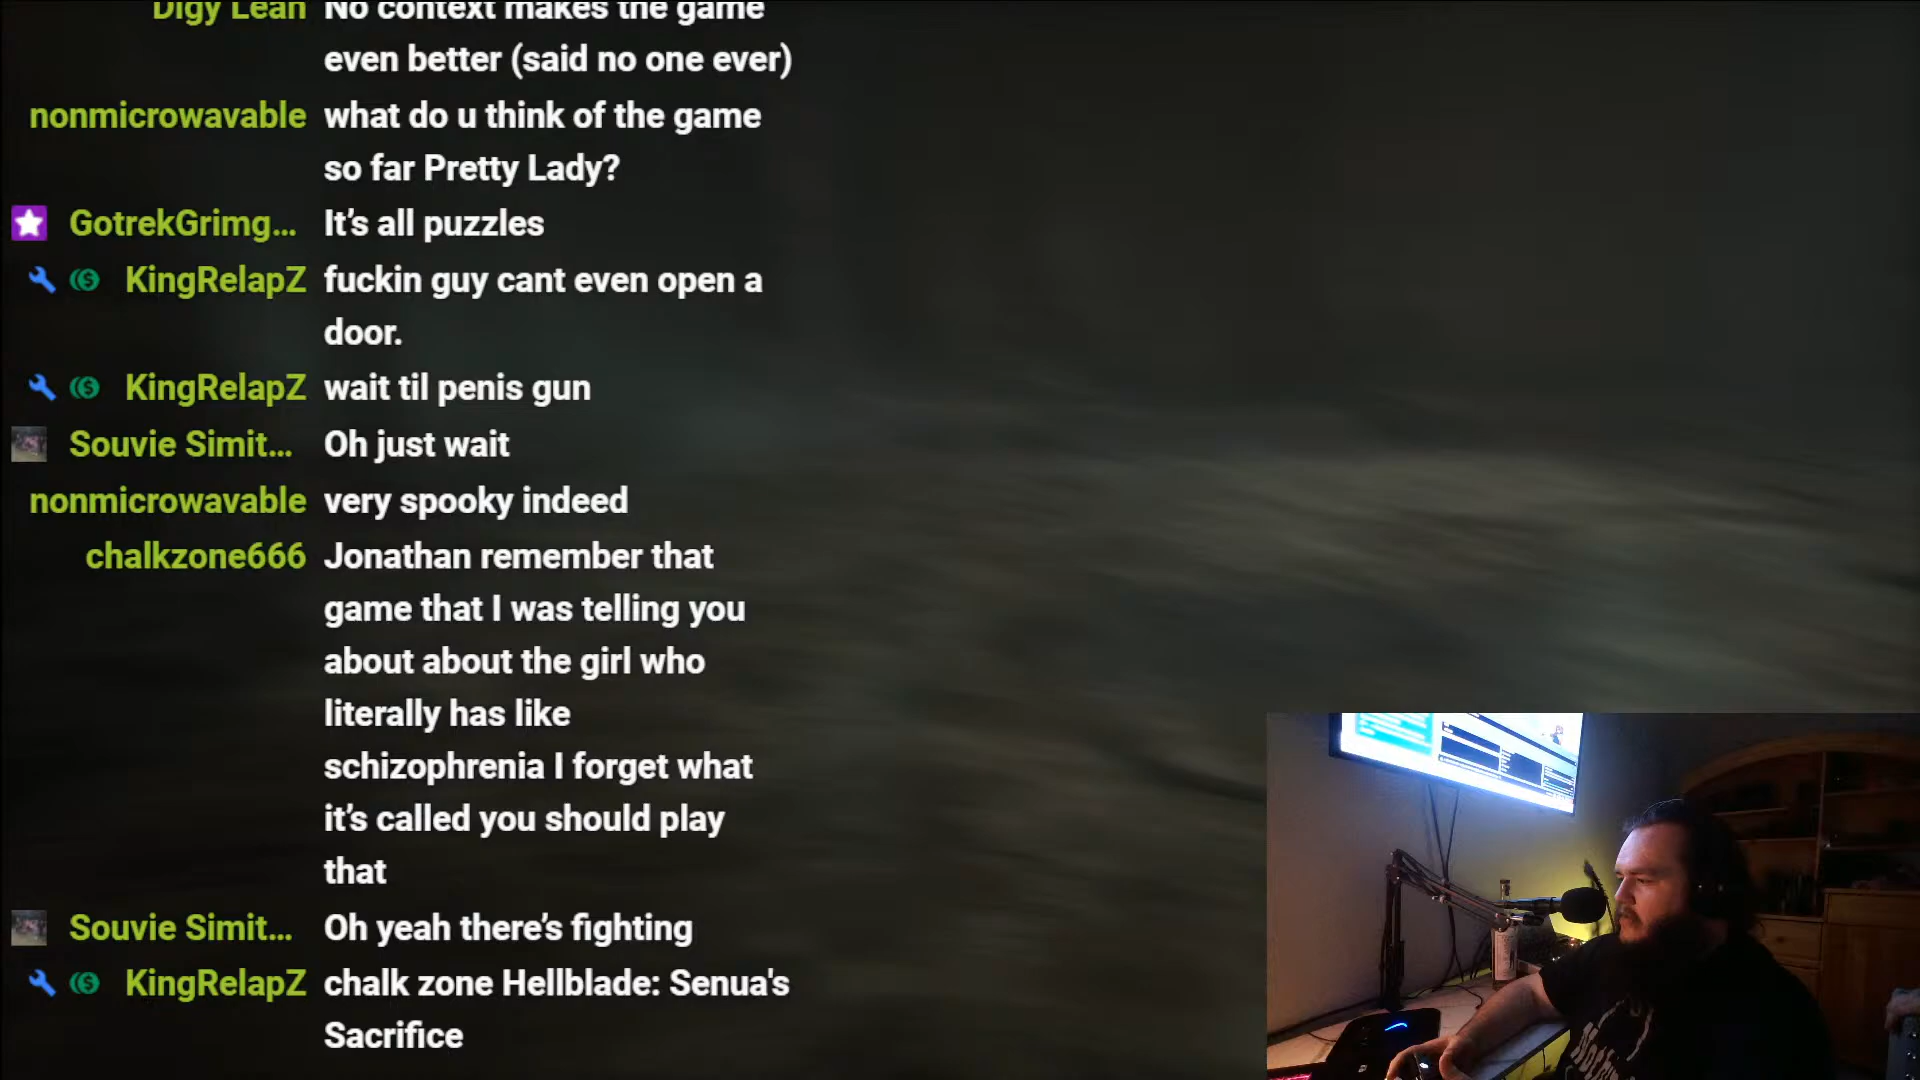 Digy Lean No context makes the game
even better (said no one ever)
nonmicrowavable what do u think of the game
so far Pretty Lady?
GotrekGrimg... It's all puzzles
KingRelapZ fuckin guy cant even open a
door.
KingRelapZ wait til penis gun
Souvie Simit... Oh just wait
nonmicrowavable very spooky indeed
chalkzone666 Jonathan remember that
game that I was telling you
about about the girl who
literally has like
schizophrenia I forget what
it's called you should play
that
Souvie Simit... Oh yeah there's fighting
KingRelapZ chalk zone Hellblade: Senua's
Sacrifice